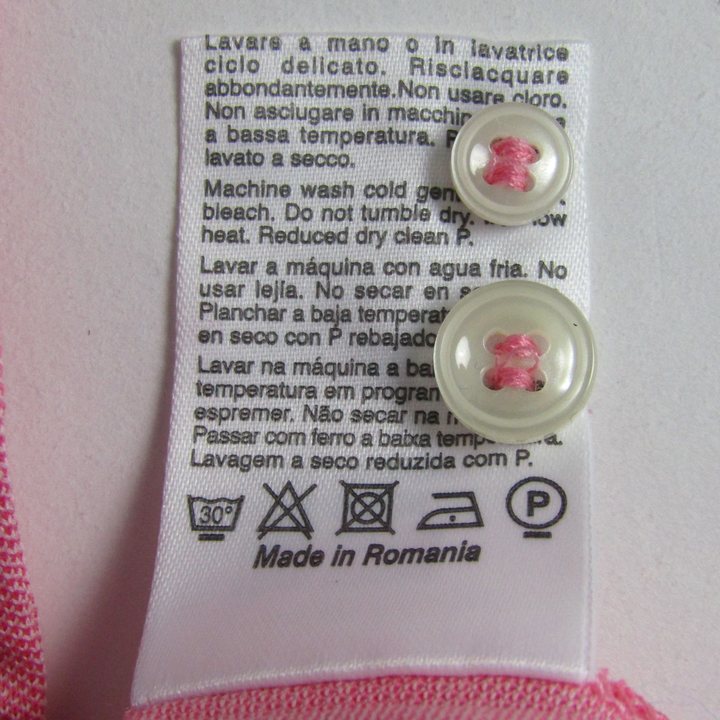 Lavare a mano o in lavatrice
ciclo delicato. Risciacquare
abbondantemente.Non usare cloro.
Non asciugare in
a bassa temperatura.
lavato a secco.
Machine wash cold
bleach. Do not tumble dry.
heat. Reduced dry clean P.
Lavar a máquina con agua fria. No
usar lejía. No secar en
Planchar a baja
en seco con P
Lavar na máquina a
temperatura em
espremer. Não secar na
Passar com ferro a baixa
Lavagem a seco reduzida com P.
30°
P
Made in Romania